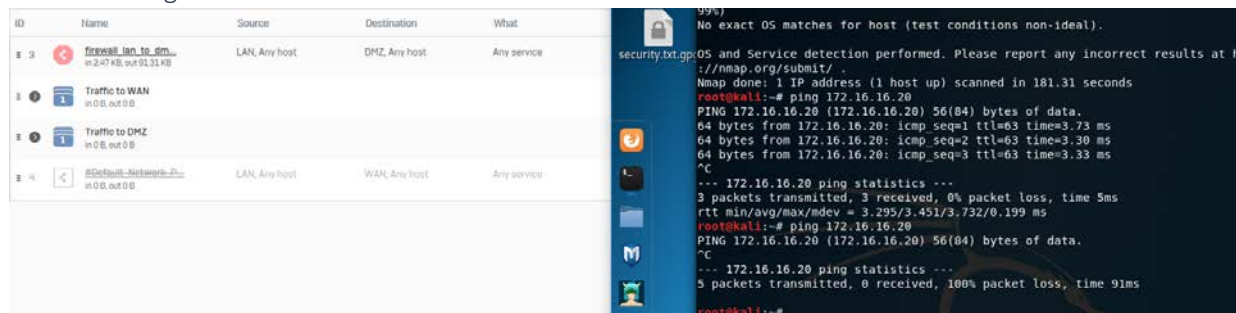 ID Name Source Destination What
3 firewall_lan_to_dm... LAN, Any host DMZ, Any host Any service
in 2.47 KB, out 91.31 KB
1 Traffic to WAN
in 0 B, out 0 B
1 Traffic to DMZ
in 0 B, out 0 B
4 #Default_Network_P... LAN, Any host WAN, Any host Any service
in 0 B, out 0 B
security.txt.gpg
99%)
No exact OS matches for host (test conditions non-ideal).
OS and Service detection performed. Please report any incorrect results at h
://nmap.org/submit/ .
Nmap done: 1 IP address (1 host up) scanned in 181.31 seconds
root@kali:~# ping 172.16.16.20
PING 172.16.16.20 (172.16.16.20) 56(84) bytes of data.
64 bytes from 172.16.16.20: icmp_seq=1 ttl=63 time=3.73 ms
64 bytes from 172.16.16.20: icmp_seq=2 ttl=63 time=3.30 ms
64 bytes from 172.16.16.20: icmp_seq=3 ttl=63 time=3.33 ms
^C
--- 172.16.16.20 ping statistics ---
3 packets transmitted, 3 received, 0% packet loss, time 5ms
rtt min/avg/max/mdev = 3.295/3.451/3.732/0.199 ms
root@kali:~# ping 172.16.16.20
PING 172.16.16.20 (172.16.16.20) 56(84) bytes of data.
^C
--- 172.16.16.20 ping statistics ---
5 packets transmitted, 0 received, 100% packet loss, time 91ms
root@kali:~#